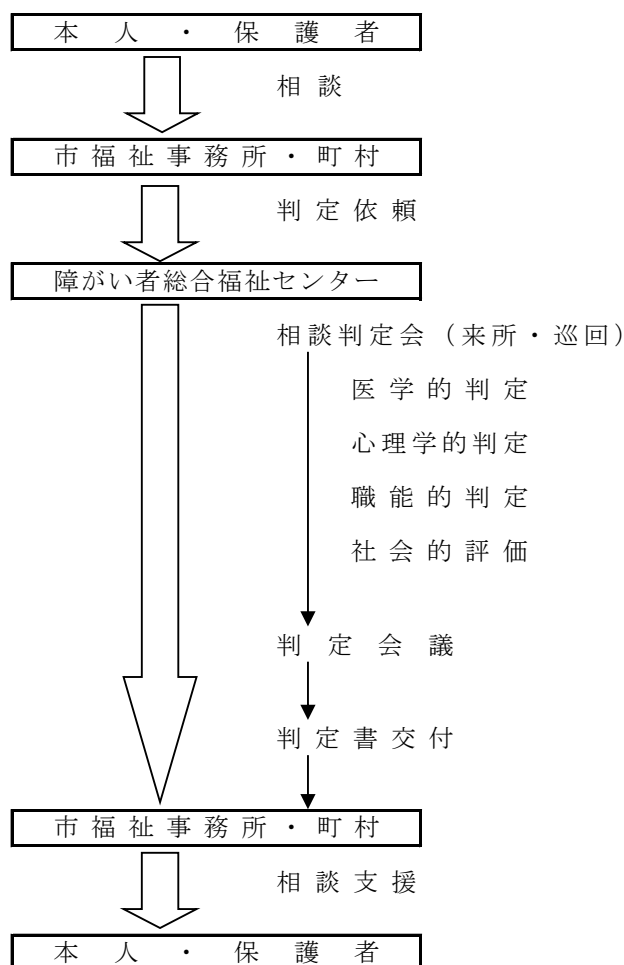 本人・保護者
相談
市福祉事務所・町村
判定依頼
障がい者総合福祉センター
相談判定会（来所・巡回）
医学的判定
心理学的判定
職能的判定
社会的評価
判定会議
判定書交付
市福祉事務所・町村
相談支援
本人・保護者